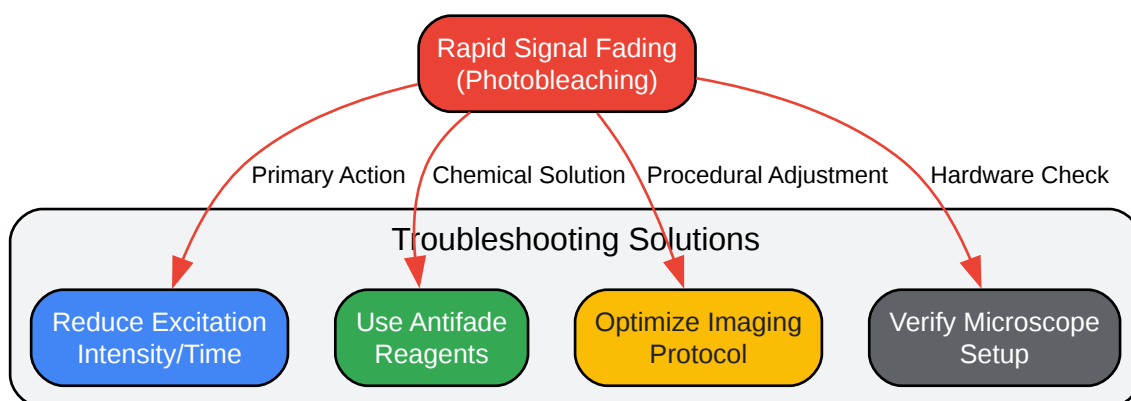 Rapid Signal Fading
(Photobleaching)
Primary Action
Chemical Solution
Procedural Adjustment
Hardware Check
Troubleshooting Solutions
Reduce Excitation
Intensity/Time
Use Antifade
Reagents
Optimize Imaging
Protocol
Verify Microscope
Setup